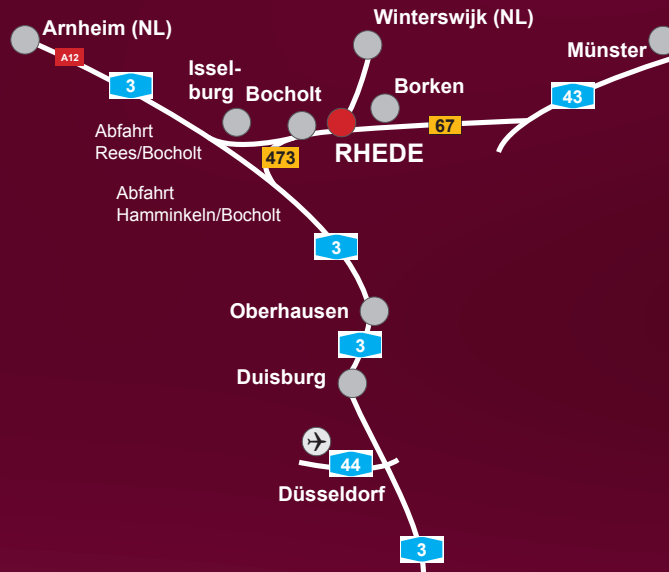 Winterswijk (NL)
Arnheim (NL)
Münster
A12
3
Issel-
burg
Bocholt
Borken
43
67
Abfahrt
Rees/Bocholt
473
RHEDE
Abfahrt
Hamminkeln/Bocholt
3
Oberhausen
3
Duisburg
44
Düsseldorf
3